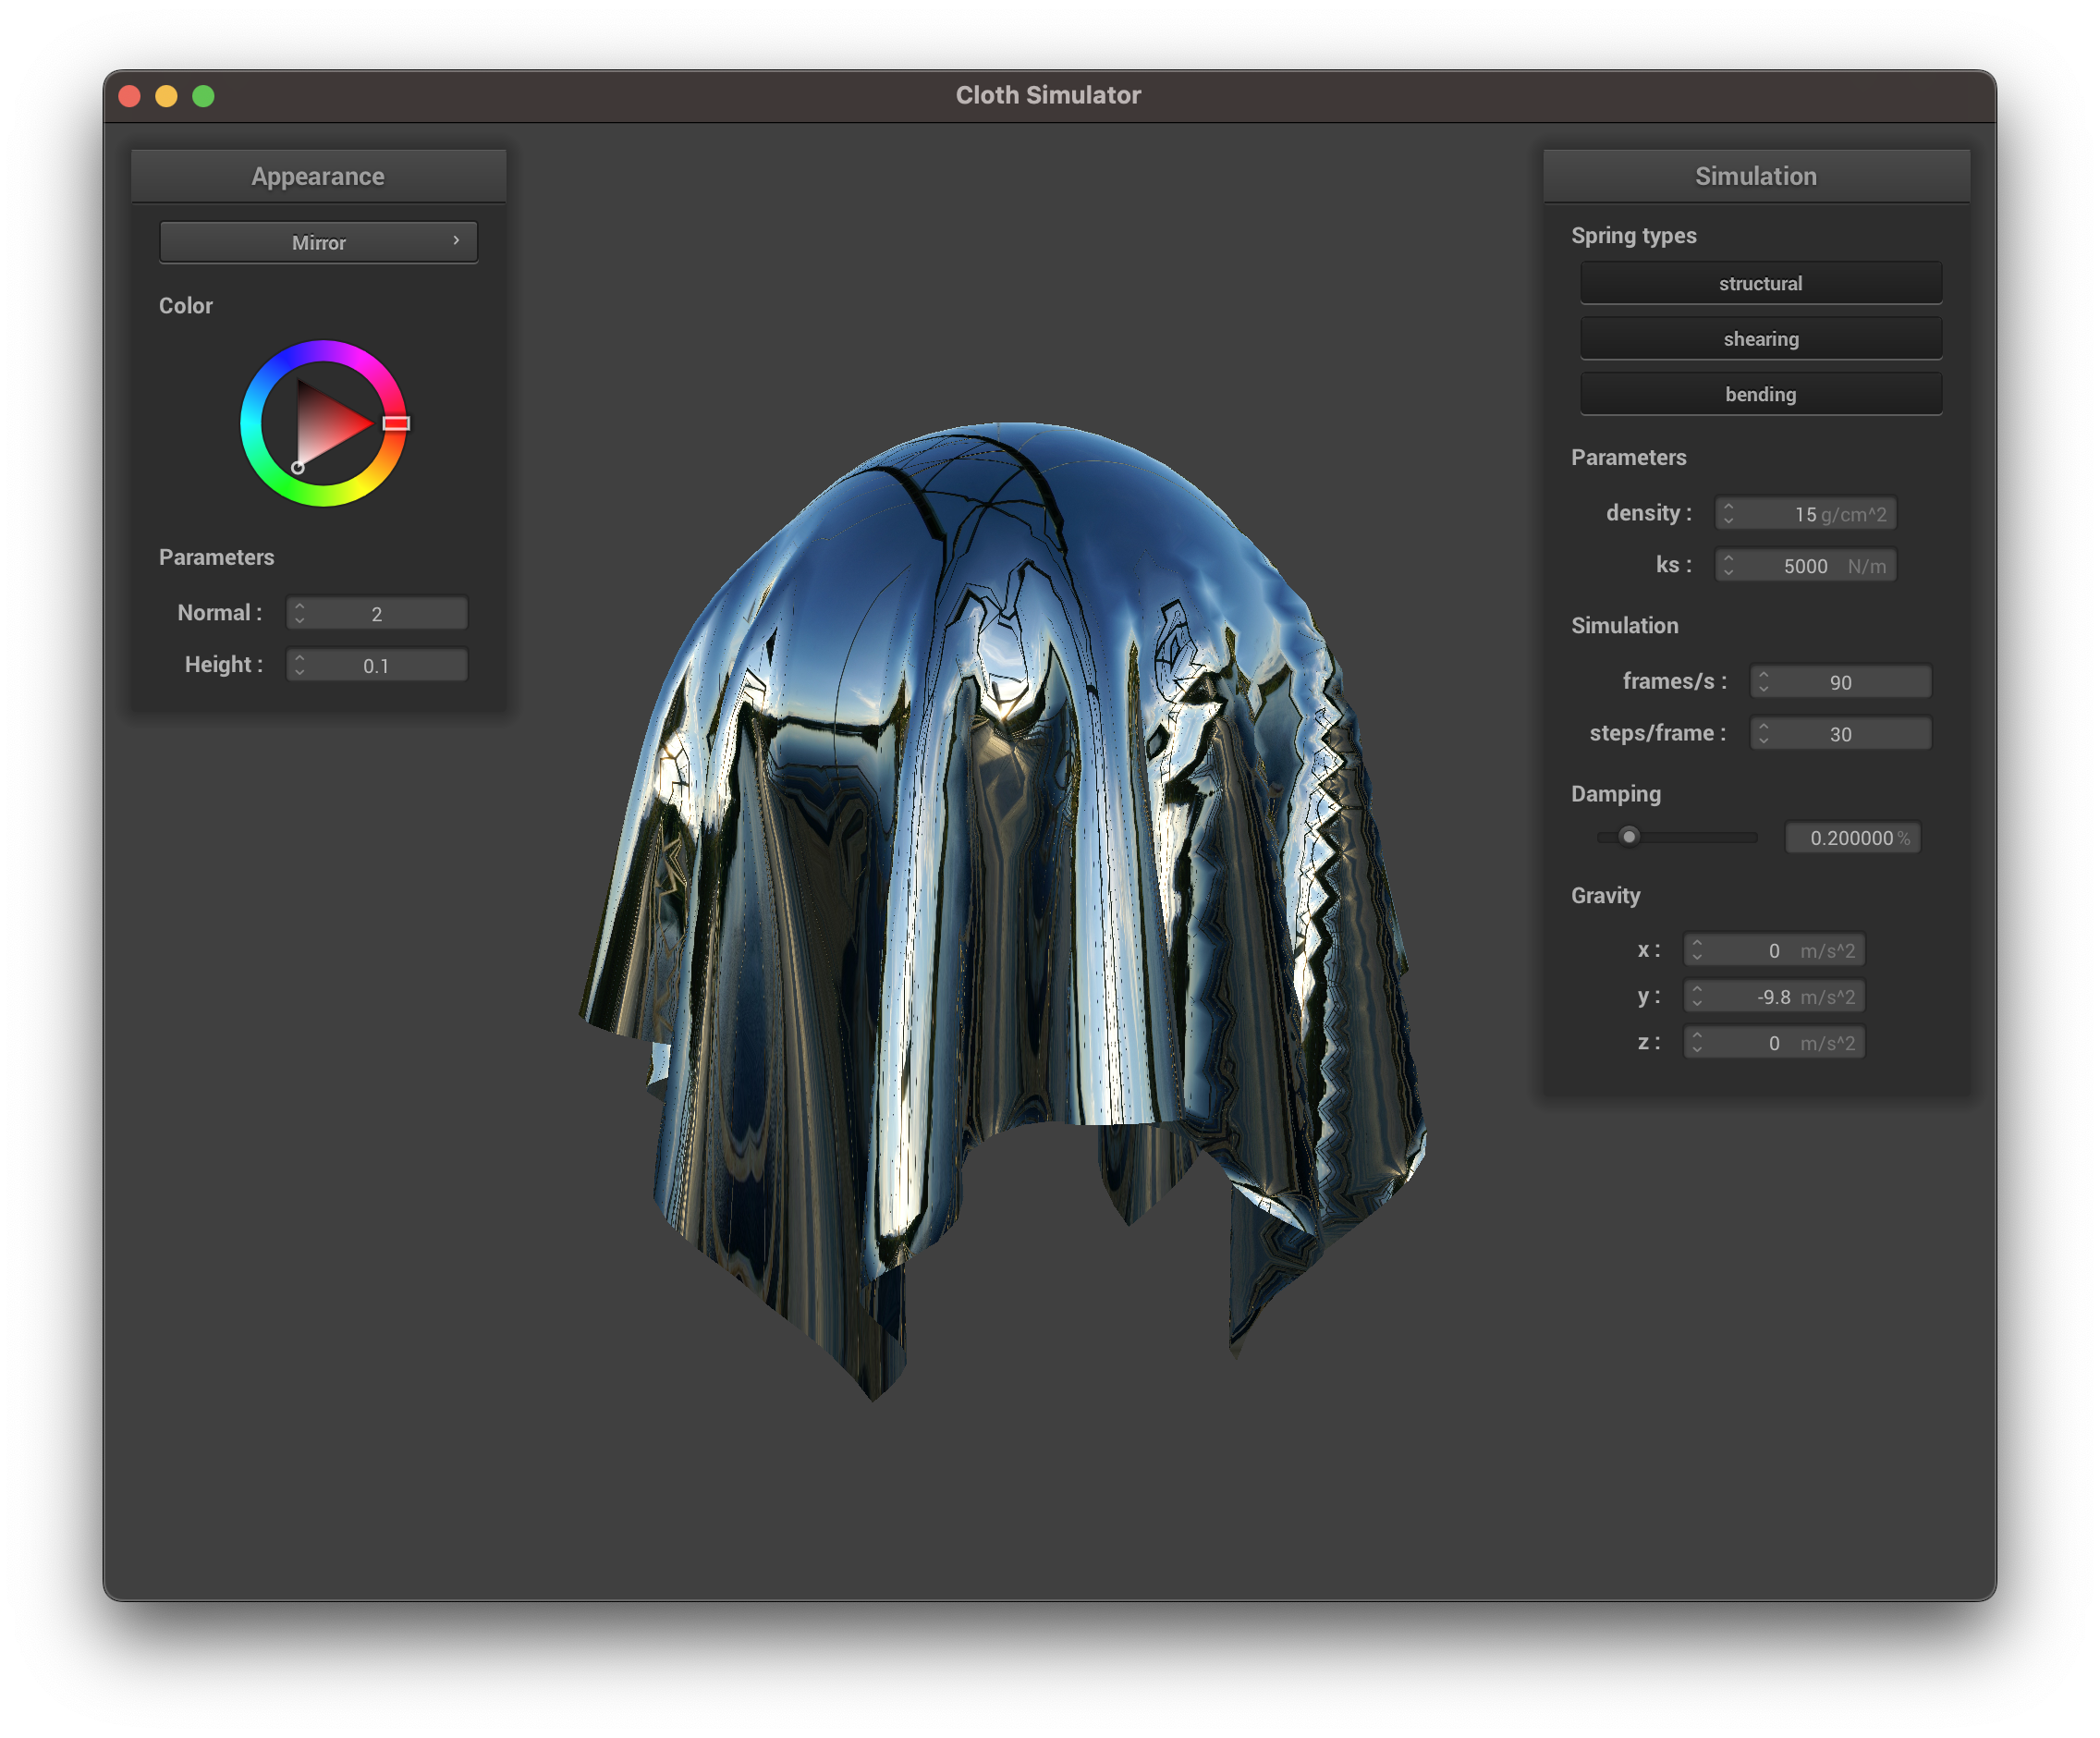 Cloth Simulator
Appearance
Mirror
Color
Parameters
Normal : 2
Height : 0.1
Simulation
Spring types
structural
shearing
bending
Parameters
density : 15 g/cm^2
ks : 5000 N/m
Simulation
frames/s : 90
steps/frame : 30
Damping
0.200000 %
Gravity
x : 0 m/s^2
y : -9.8 m/s^2
z : 0 m/s^2